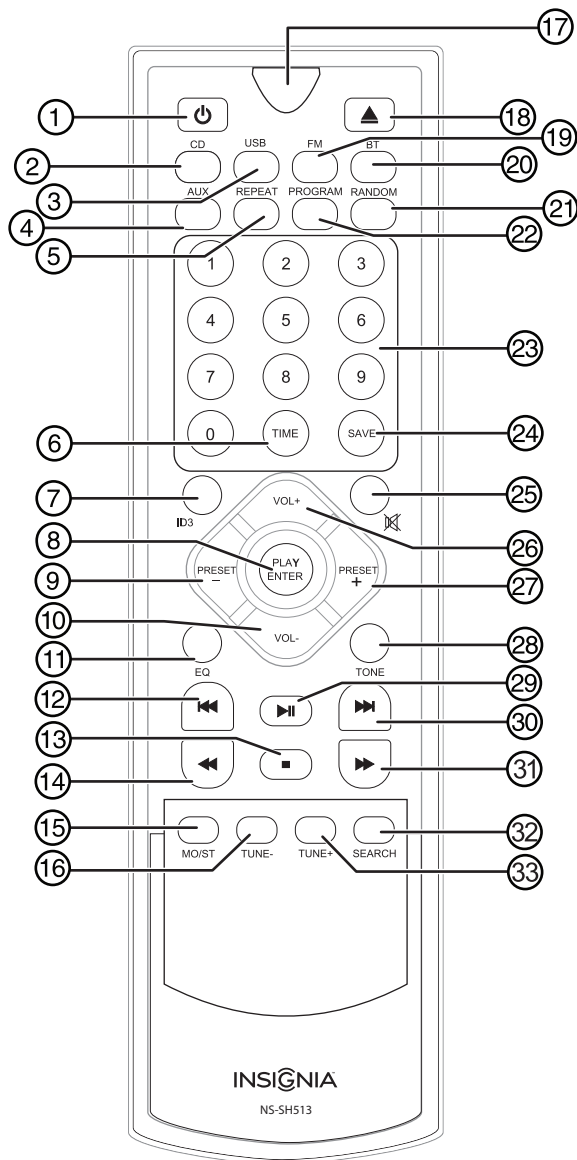 17
1
18
CD
USB
FM
BT
19
2
20
3
AUX
REPEAT
PROGRAM
RANDOM
21
4
22
5
1
2
3
4
5
6
23
7
8
9
6
0
TIME
SAVE
24
7
25
ID3
VOL+
8
PLAY
ENTER
26
9
PRESET
–
PRESET
+
27
10
VOL-
11
28
EQ
TONE
12
29
30
13
14
31
15
32
16
MO/ST
TUNE-
TUNE+
SEARCH
33
INSIGNIA
NS-SH513